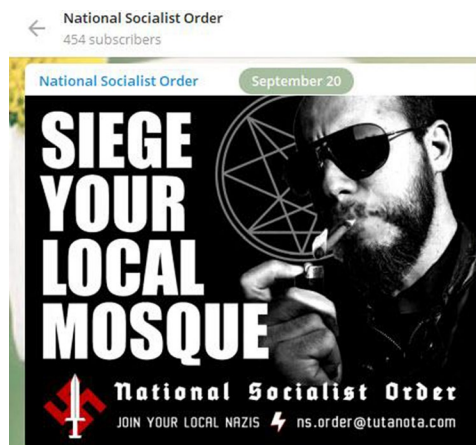 National Socialist Order
454 subscribers
National Socialist Order
September 20
SIEGE
YOUR
LOCAL
MOSQUE
National Socialist Order
JOIN YOUR LOCAL NAZIS ns.order@tutanota.com